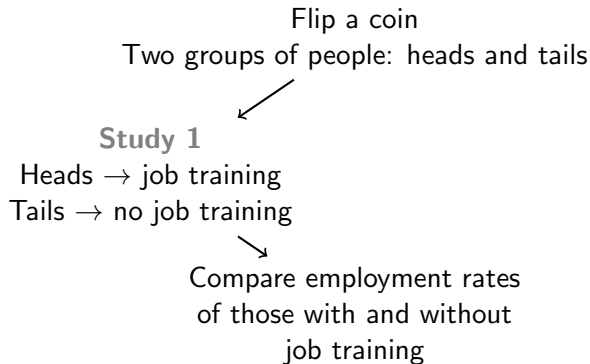 Flip a coin
Two groups of people: heads and tails
Study 1
Heads → job training
Tails → no job training
Compare employment rates
of those with and without
job training